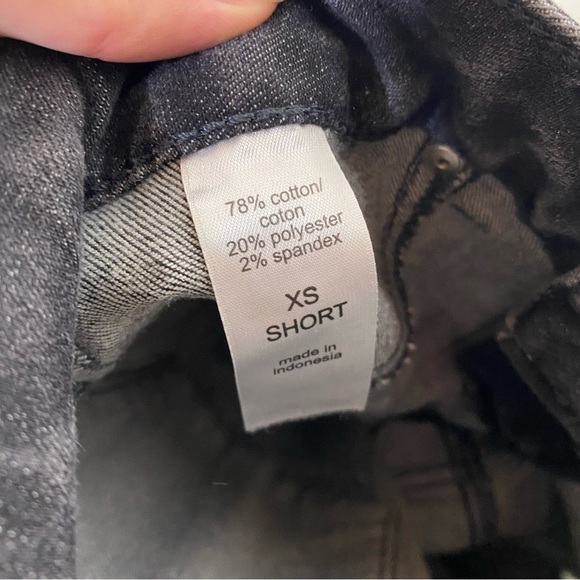 78% cotton/
coton
20% polyester
2% spandex
XS
SHORT
made in
indonesia